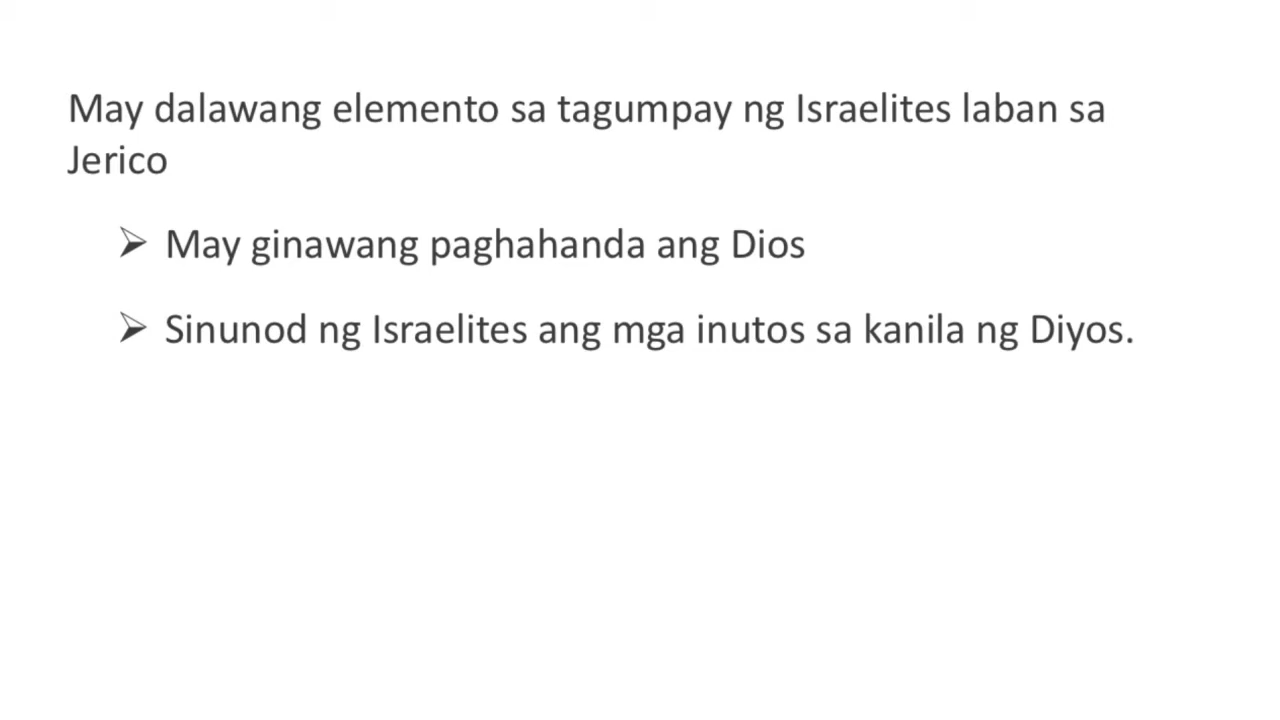 May dalawang elemento sa tagumpay ng Israelites laban sa
Jerico
➢ May ginawang paghahanda ang Dios
➢ Sinunod ng Israelites ang mga inutos sa kanila ng Diyos.